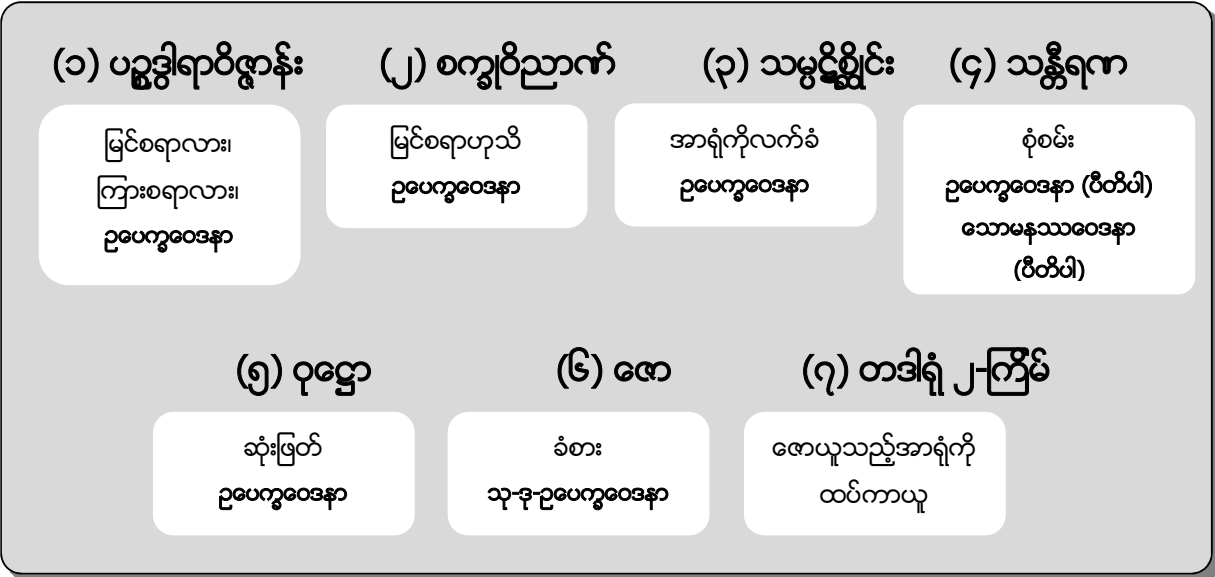 (၁) ပဉ္စဒွါရာဝိဇ္ဇာန်း
မြင်စရာလား၊
ကြားစရာလား၊
ဥပေက္ခဝေဒနာ
(၂) စက္ခုဝိညာဏ်
မြင်စရာဟုသိ
ဥပေက္ခဝေဒနာ
(၃) သမ္ပဋိစ္ဆိုင်း
အာရုံကိုလက်ခံ
ဥပေက္ခဝေဒနာ
(၄) သန္တီရဏ
စုံစမ်း
ဥပေက္ခဝေဒနာ (ပီတိပါ)
သောမနဿဝေဒနာ
(ပီတိပါ)
(၅) ဝုဋ္ဌော
ဆုံးဖြတ်
ဥပေက္ခဝေဒနာ
(၆) ဇော
ခံစား
သု-ဒု-ဥပေက္ခဝေဒနာ
(၇) တဒါရုံ ၂-ကြိမ်
ဇောယူသည့်အာရုံကို
ထပ်ကာယူ